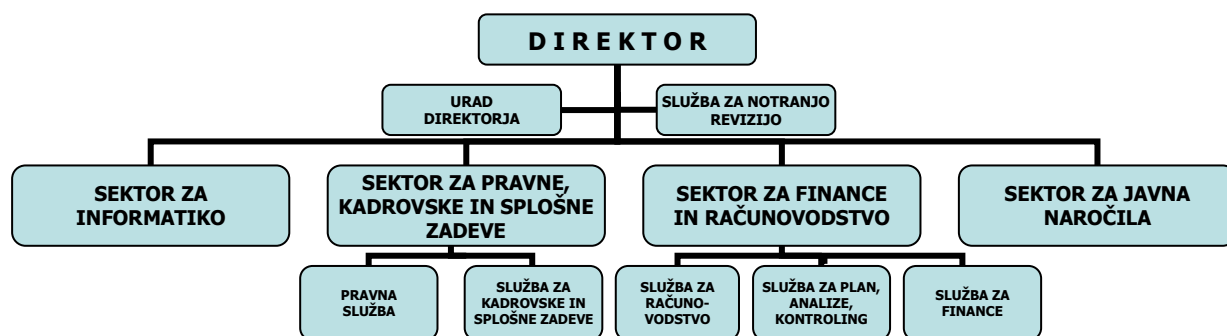 D I R E K T O R
URAD
DIREKTORJA
SLUŽBA ZA NOTRANJO
REVIZIJO
SEKTOR ZA
INFORMATIKO
SEKTOR ZA PRAVNE,
KADROVSKE IN SPLOŠNE
ZADEVE
SEKTOR ZA FINANCE
IN RAČUNOVODSTVO
SEKTOR ZA JAVNA
NAROČILA
PRAVNA
SLUŽBA
SLUŽBA ZA
KADROVSKE IN
SPLOŠNE ZADEVE
SLUŽBA ZA
RAČUNO-
VODSTVO
SLUŽBA ZA PLAN,
ANALIZE,
KONTROLING
SLUŽBA ZA
FINANCE